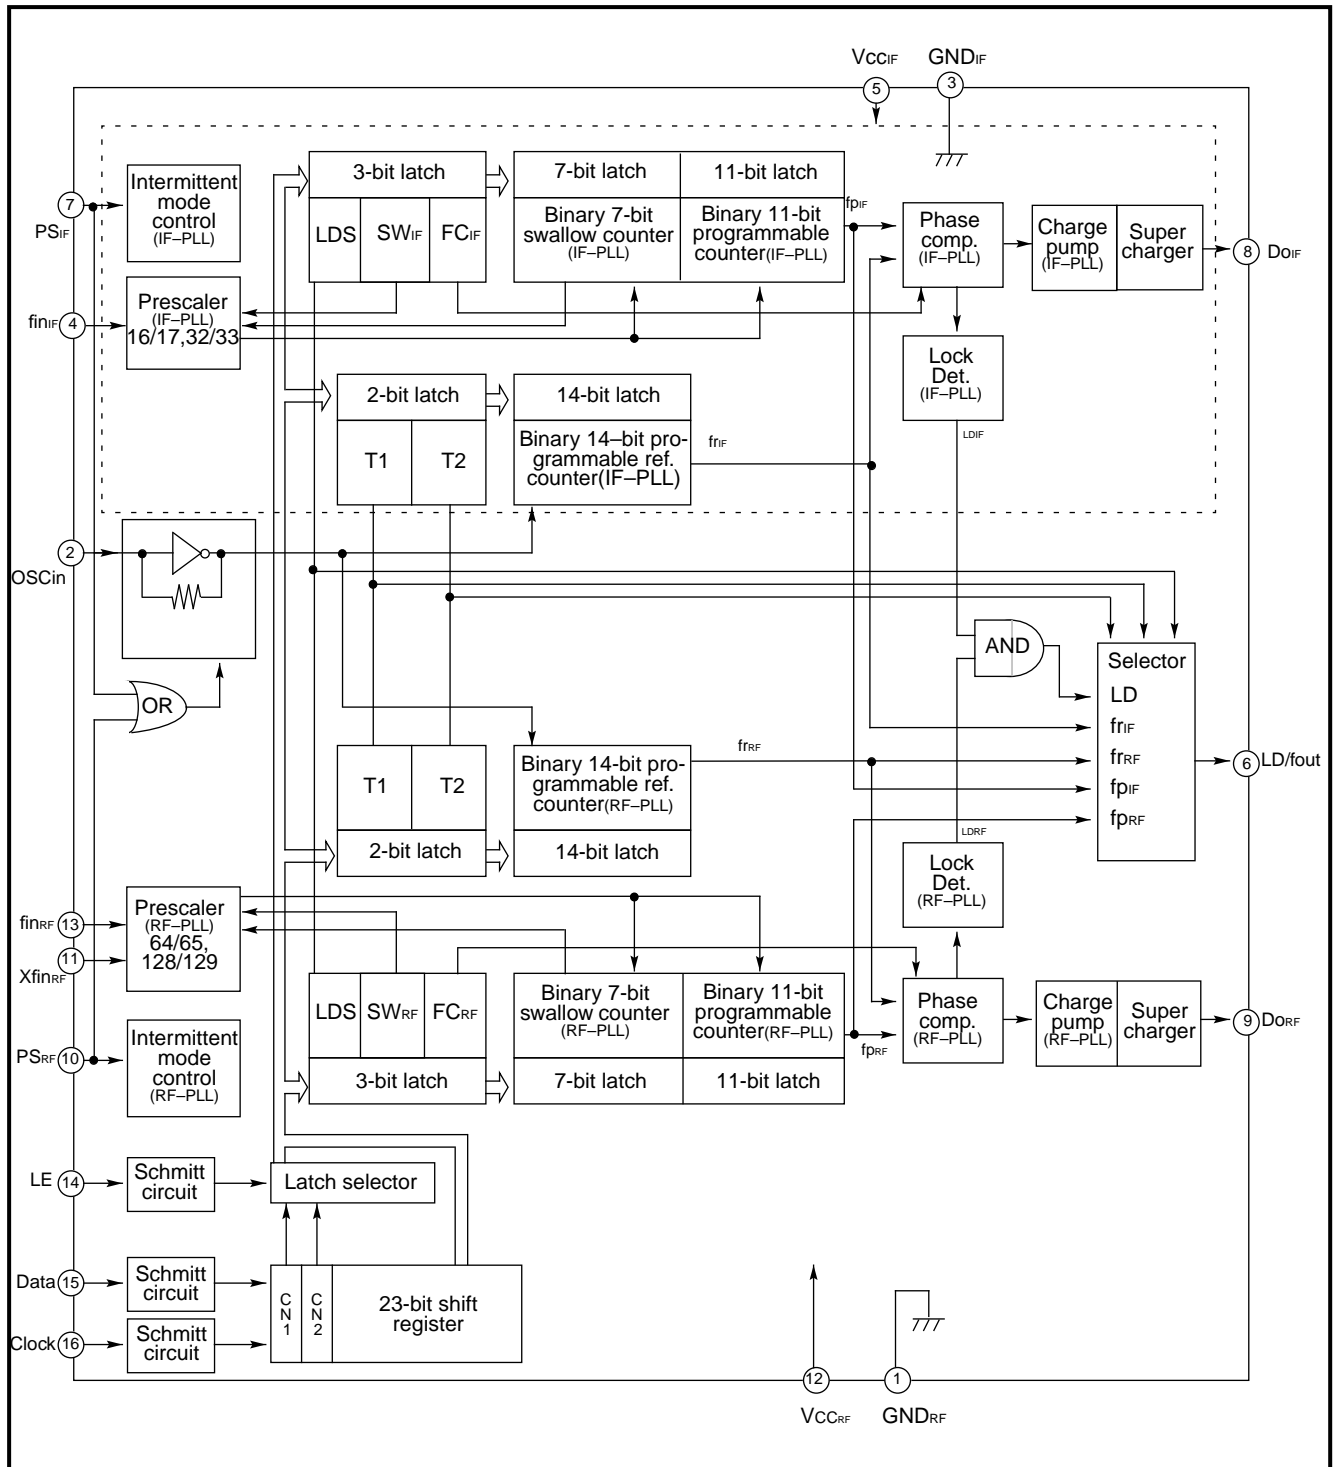 VccIF GNDIF
5 3
Intermittent
mode
control
(IF–PLL)
7
PSIF
3-bit latch
LDS SWIF FCIF
7-bit latch 11-bit latch
Binary 7-bit
swallow counter
(IF–PLL)
Binary 11-bit
programmable
counter(IF–PLL)
fpIF
Phase
comp.
(IF–PLL)
Charge
pump
(IF–PLL)
Super
charger
8 DoIF
finIF 4
Prescaler
(IF–PLL)
16/17,32/33
Lock
Det.
(IF–PLL)
LDIF
2-bit latch
T1 T2
14-bit latch
Binary 14–bit pro-
grammable ref.
counter(IF–PLL)
frIF
2
OSCin
OR
AND
Selector
LD
frIF
frRF
fpIF
fpRF
6 LD/fout
T1 T2
2-bit latch
Binary 14-bit pro-
grammable ref.
counter(RF–PLL)
14-bit latch
frRF
LDRF
Lock
Det.
(RF–PLL)
finRF 13
11
XfinRF
Prescaler
(RF–PLL)
64/65,
128/129
LDS SWRF FCRF
3-bit latch
Binary 7-bit
swallow counter
(RF–PLL)
Binary 11-bit
programmable
counter(RF–PLL)
7-bit latch 11-bit latch
fpRF
Phase
comp.
(RF–PLL)
Charge
pump
(RF–PLL)
Super
charger
9 DoRF
PSRF 10
Intermittent
mode
control
(RF–PLL)
LE 14
Schmitt
circuit
Latch selector
Data 15
Schmitt
circuit
Clock 16
Schmitt
circuit
CN1
CN2
23-bit shift
register
12 1
VCCRF GNDRF